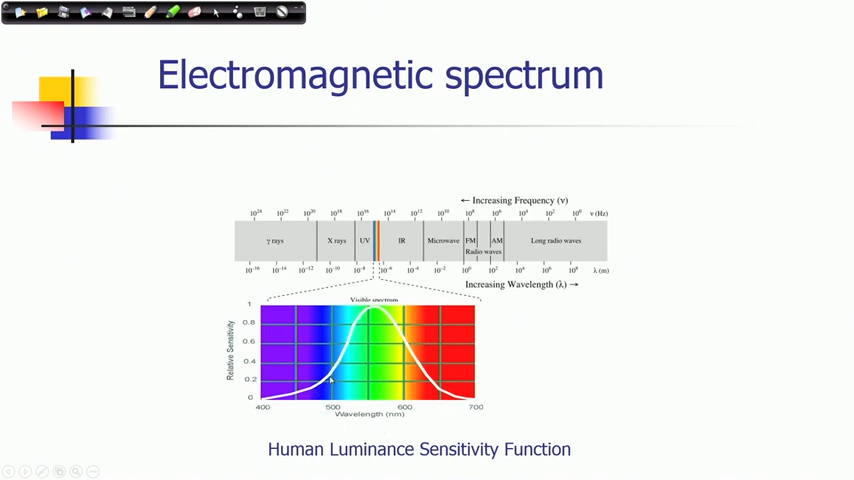 Electromagnetic spectrum
← Increasing Frequency (ν)
10²⁴ 10²² 10²⁰ 10¹⁸ 10¹⁶ 10¹⁴ 10¹² 10¹⁰ 10⁸ 10⁶ 10⁴ 10² 10⁰ ν (Hz)
γ rays X rays UV IR Microwave FM AM Long radio waves
Radio waves
10⁻¹⁶ 10⁻¹⁴ 10⁻¹² 10⁻¹⁰ 10⁻⁸ 10⁻⁶ 10⁻⁴ 10⁻² 10⁰ 10² 10⁴ 10⁶ 10⁸ λ (m)
Increasing Wavelength (λ) →
Visible spectrum
Relative Sensitivity
1
0.8
0.6
0.4
0.2
0
400 500 600 700
Wavelength (nm)
Human Luminance Sensitivity Function